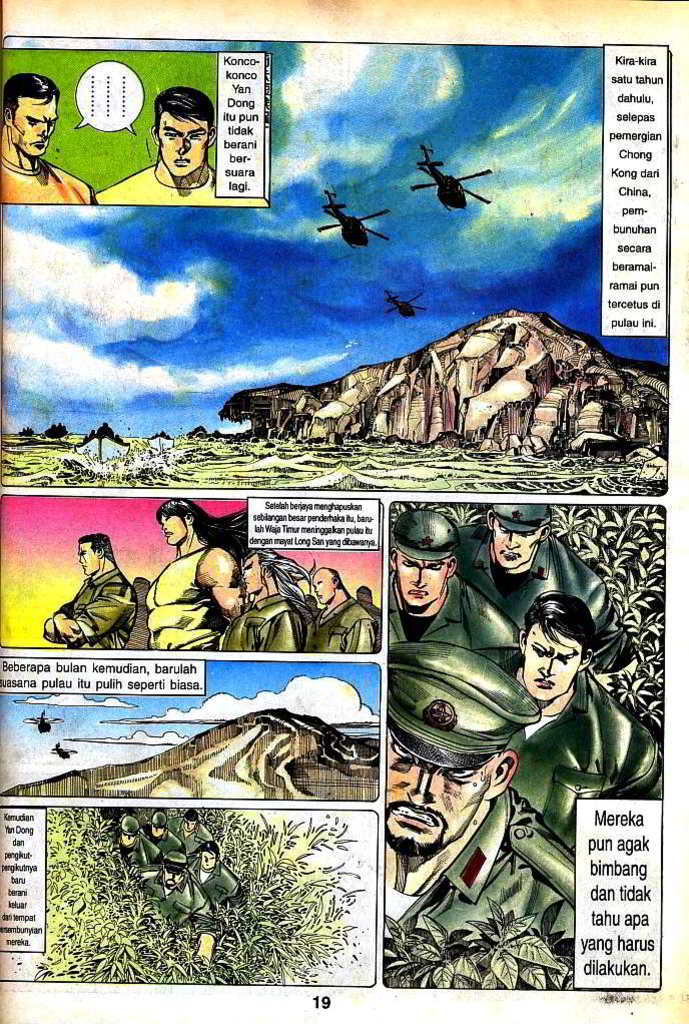 Konco-
konco
Yan
Dong
itu pun
tidak
berani
ber-
suara
lagi.
Kira-kira
satu tahun
dahulu,
selepas
pemergian
Chong
Kong dari
China,
pem-
bunuhan
secara
beramai-
ramai pun
tercetus di
pulau ini.
Setelah berjaya menghapuskan
sebilangan besar penderhaka itu, baru-
lah Waja Timur meninggalkan pulau itu
dengan mayat Long San yang dibawanya.
Beberapa bulan kemudian, barulah
suasana pulau itu pulih seperti biasa.
Kemudian
Yan Dong
dan
pengikut-
pengikutnya
baru
berani
keluar
dari tempat
persembunyian
mereka.
Mereka
pun agak
bimbang
dan tidak
tahu apa
yang harus
dilakukan.
19